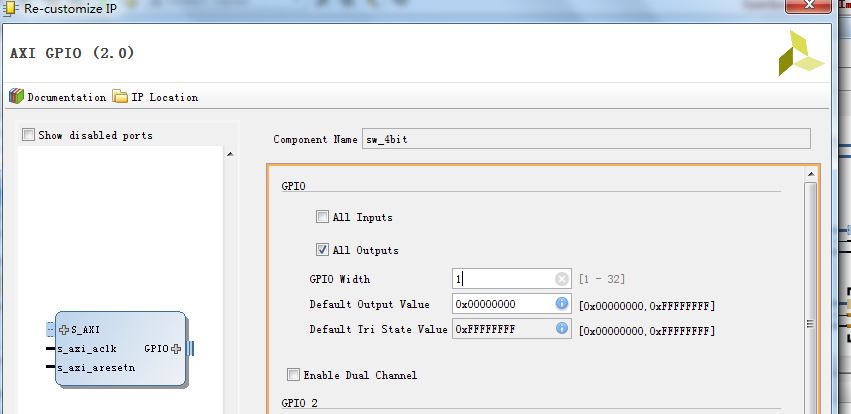 Re-customize IP
AXI GPIO (2.0)
Documentation IP Location
Show disabled ports
Component Name sw_4bit
GPIO
All Inputs
All Outputs
GPIO Width 1 [1 - 32]
Default Output Value 0x00000000 [0x00000000,0xFFFFFFFF]
Default Tri State Value 0xFFFFFFFF [0x00000000,0xFFFFFFFF]
S_AXI
s_axi_aclk GPIO
s_axi_aresetn
Enable Dual Channel
GPIO 2